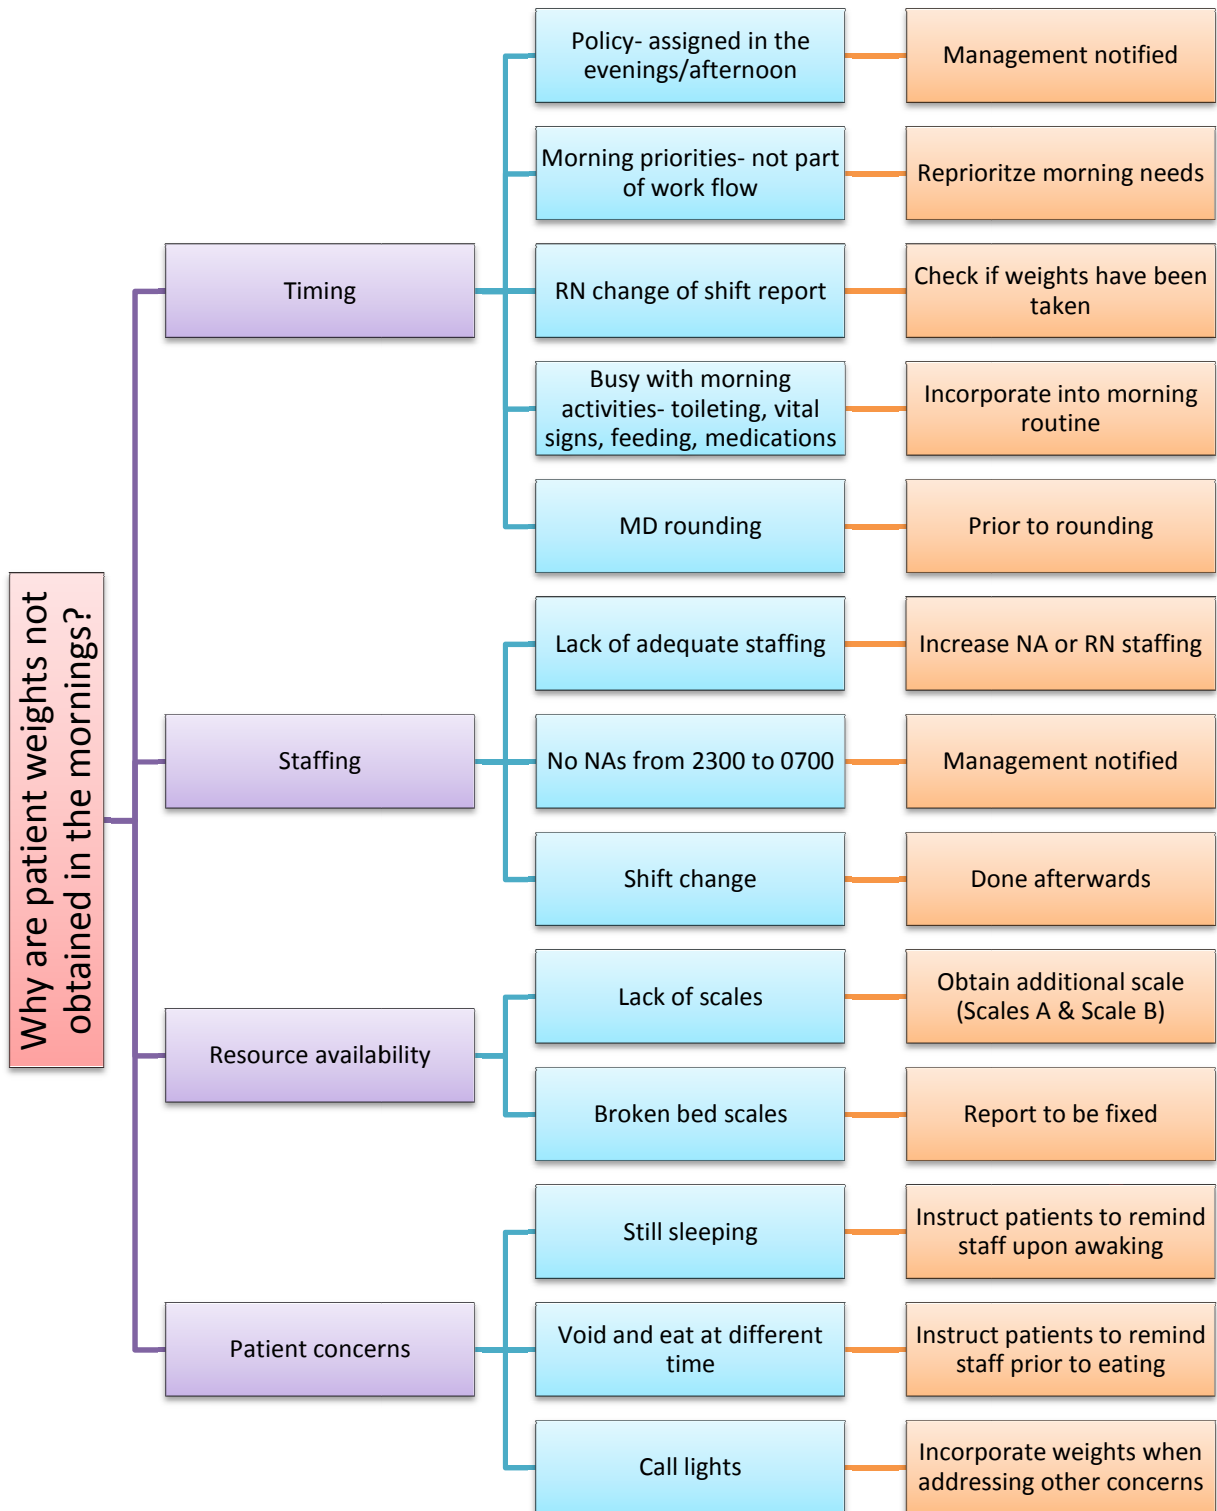 Why are patient weights not
obtained in the mornings?
Timing
Policy- assigned in the
evenings/afternoon
Management notified
Morning priorities- not part
of work flow
Reprioritze morning needs
RN change of shift report
Check if weights have been
taken
Busy with morning
activities- toileting, vital
signs, feeding, medications
Incorporate into morning
routine
MD rounding
Prior to rounding
Staffing
Lack of adequate staffing
Increase NA or RN staffing
No NAs from 2300 to 0700
Management notified
Shift change
Done afterwards
Resource availability
Lack of scales
Obtain additional scale
(Scales A & Scale B)
Broken bed scales
Report to be fixed
Patient concerns
Still sleeping
Instruct patients to remind
staff upon awaking
Void and eat at different
time
Instruct patients to remind
staff prior to eating
Call lights
Incorporate weights when
addressing other concerns